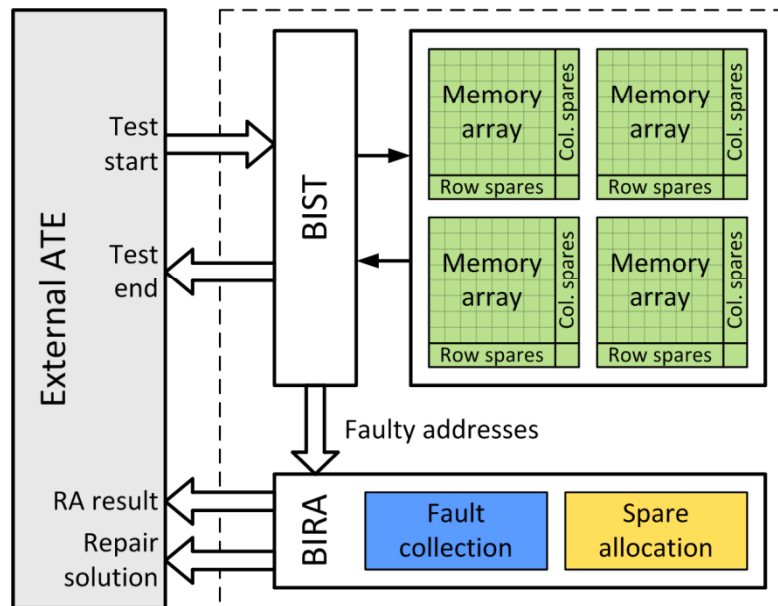 External ATE
Test
start
Test
end
RA result
Repair
solution
BIST
Memory
array
Col. spares
Row spares
Memory
array
Col. spares
Row spares
Memory
array
Col. spares
Row spares
Memory
array
Col. spares
Row spares
Faulty addresses
BIRA
Fault
collection
Spare
allocation